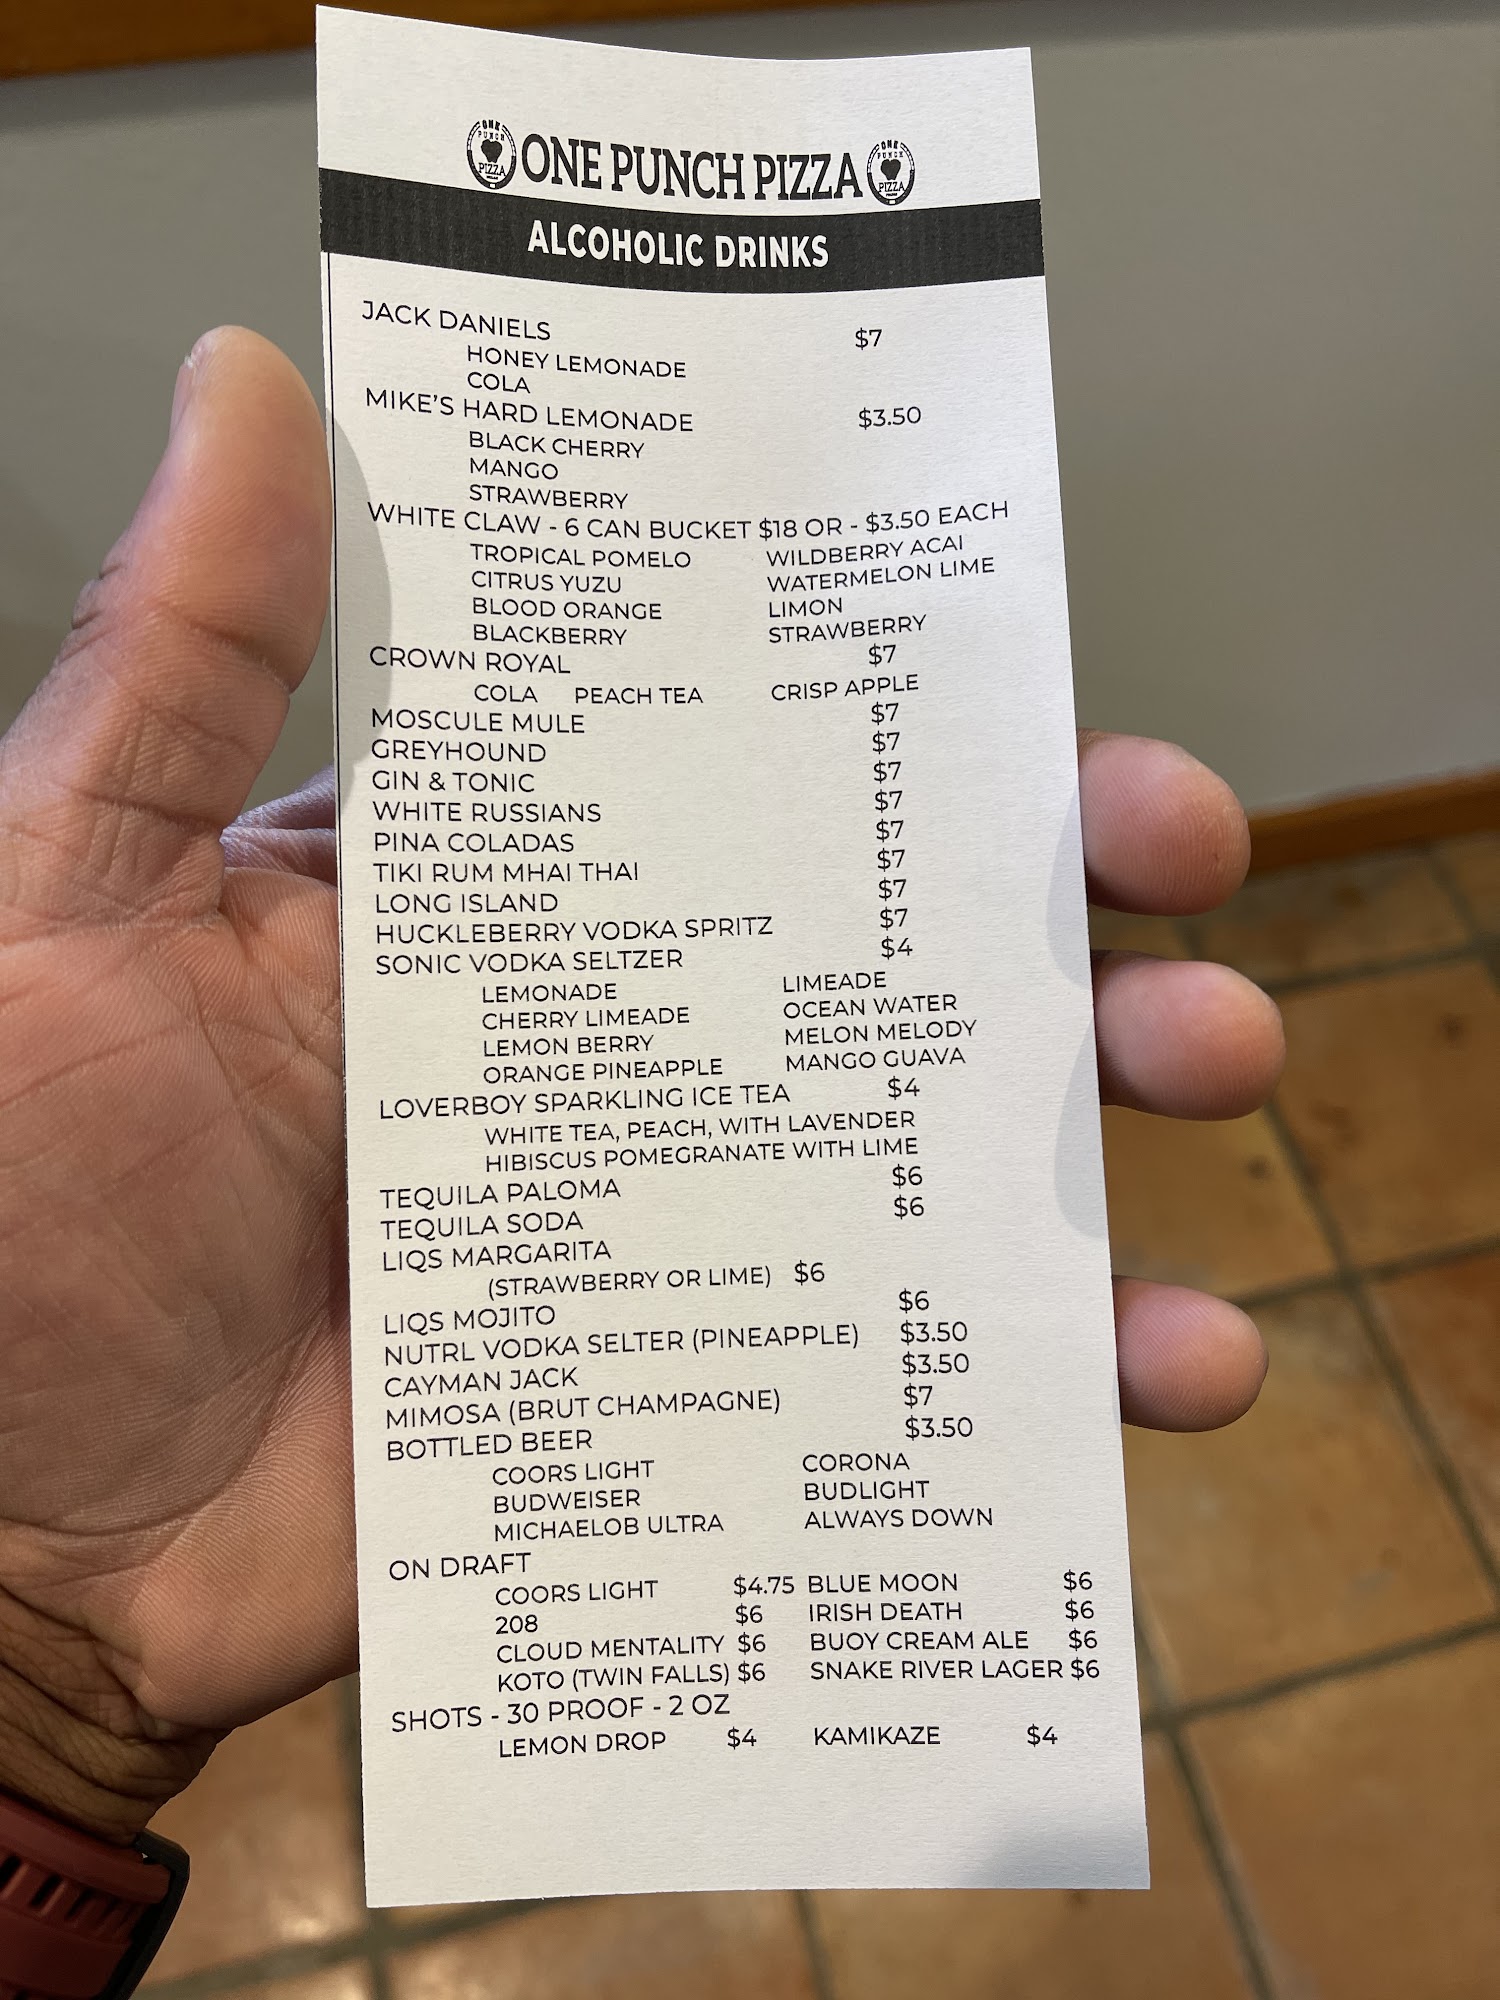 ONE PUNCH PIZZA ONE PUNCH PIZZA ONE PUNCH PIZZA
ALCOHOLIC DRINKS
JACK DANIELS $7
HONEY LEMONADE
COLA
MIKE'S HARD LEMONADE $3.50
BLACK CHERRY
MANGO
STRAWBERRY
WHITE CLAW - 6 CAN BUCKET $18 OR - $3.50 EACH
TROPICAL POMELO WILDBERRY ACAI
CITRUS YUZU WATERMELON LIME
BLOOD ORANGE LIMON
BLACKBERRY STRAWBERRY
CROWN ROYAL $7
COLA PEACH TEA CRISP APPLE
MOSCULE MULE $7
GREYHOUND $7
GIN & TONIC $7
WHITE RUSSIANS $7
PINA COLADAS $7
TIKI RUM MHAI THAI $7
LONG ISLAND $7
HUCKLEBERRY VODKA SPRITZ $7
SONIC VODKA SELTZER $4
LEMONADE LIMEADE
CHERRY LIMEADE OCEAN WATER
LEMON BERRY MELON MELODY
ORANGE PINEAPPLE MANGO GUAVA
LOVERBOY SPARKLING ICE TEA $4
WHITE TEA, PEACH, WITH LAVENDER
HIBISCUS POMEGRANATE WITH LIME
TEQUILA PALOMA $6
TEQUILA SODA $6
LIQS MARGARITA
(STRAWBERRY OR LIME) $6
LIQS MOJITO $6
NUTRL VODKA SELTER (PINEAPPLE) $3.50
CAYMAN JACK $3.50
MIMOSA (BRUT CHAMPAGNE) $7
BOTTLED BEER $3.50
COORS LIGHT CORONA
BUDWEISER BUDLIGHT
MICHAELOB ULTRA ALWAYS DOWN
ON DRAFT
COORS LIGHT $4.75 BLUE MOON $6
208 $6 IRISH DEATH $6
CLOUD MENTALITY $6 BUOY CREAM ALE $6
KOTO (TWIN FALLS) $6 SNAKE RIVER LAGER $6
SHOTS - 30 PROOF - 2 OZ
LEMON DROP $4 KAMIKAZE $4